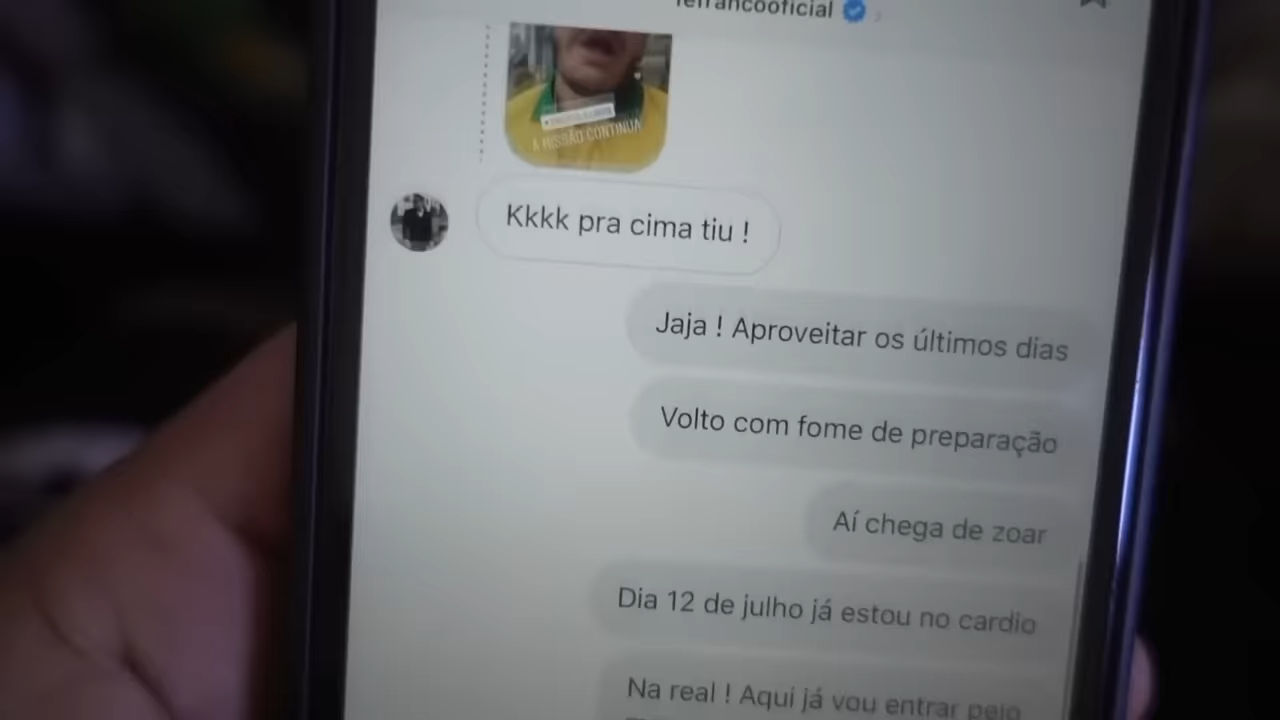 A MISSÃO CONTINUA
Kkkk pra cima tiu !
Jaja ! Aproveitar os últimos dias
Volto com fome de preparação
Aí chega de zoar
Dia 12 de julho já estou no cardio
Na real ! Aqui já vou entrar pelo